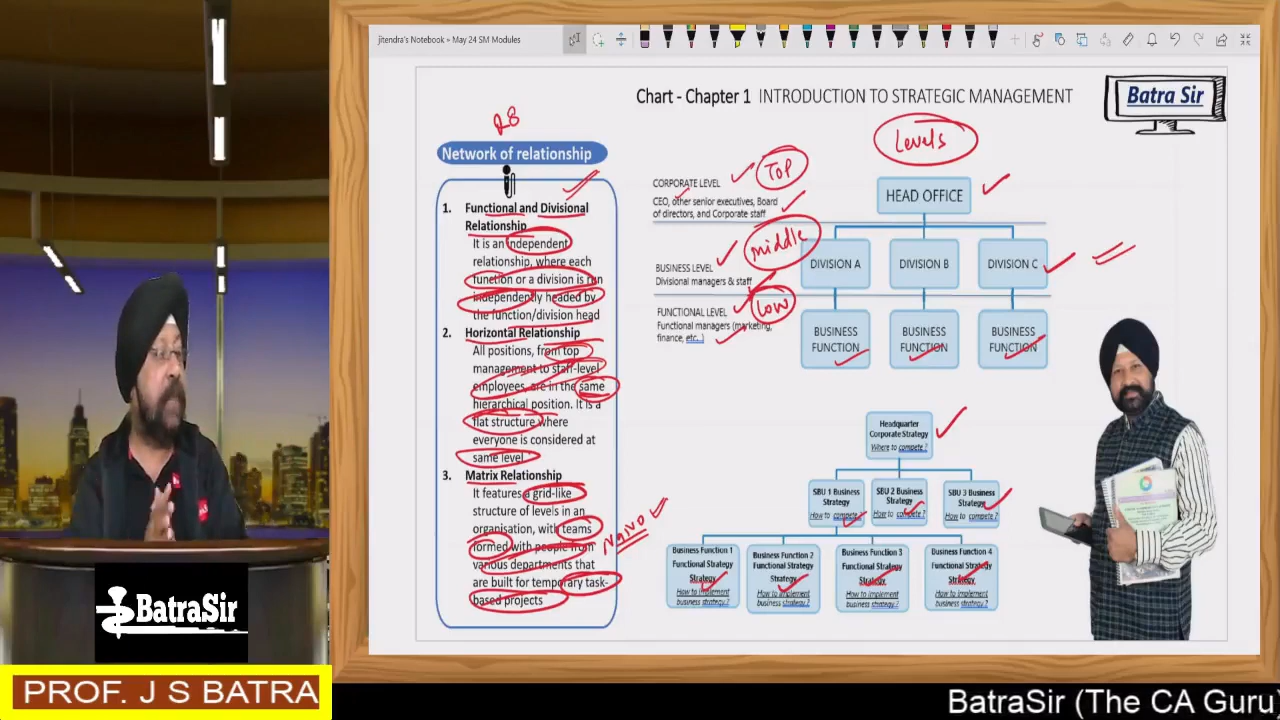 jitendra's Notebook » May 24 SM Modules
Chart - Chapter 1 INTRODUCTION TO STRATEGIC MANAGEMENT
Batra Sir
Levels
Network of relationship
1. Functional and Divisional
Relationship
It is an independent
relationship, where each
function or a division is run
independently headed by
the function/division head
2. Horizontal Relationship
All positions, from top
management to staff-level
employees, are in the same
hierarchical position. It is a
flat structure where
everyone is considered at
same level.
3. Matrix Relationship
It features a grid-like
structure of levels in an
organisation, with teams
formed with people from
various departments that
are built for temporary task-
based projects
CORPORATE LEVEL
Top
CEO, other senior executives, Board
of directors, and Corporate staff
middle
BUSINESS LEVEL
Divisional managers & staff
Low
FUNCTIONAL LEVEL
Functional managers (marketing,
finance, etc..)
HEAD OFFICE
DIVISION A
DIVISION B
DIVISION C
BUSINESS
FUNCTION
BUSINESS
FUNCTION
BUSINESS
FUNCTION
Headquarter
Corporate Strategy
Where to compete ?
SBU 1 Business
Strategy
How to compete ?
SBU 2 Business
Strategy
How to compete ?
SBU 3 Business
Strategy
How to compete ?
Business Function 1
Functional Strategy
Strategy
How to implement
business strategy ?
Business Function 2
Functional Strategy
Strategy
How to implement
business strategy ?
Business Function 3
Functional Strategy
Strategy
How to implement
business strategy ?
Business Function 4
Functional Strategy
Strategy
How to implement
business strategy ?
BatraSir
PROF. J S BATRA
BatraSir (The CA Guru)